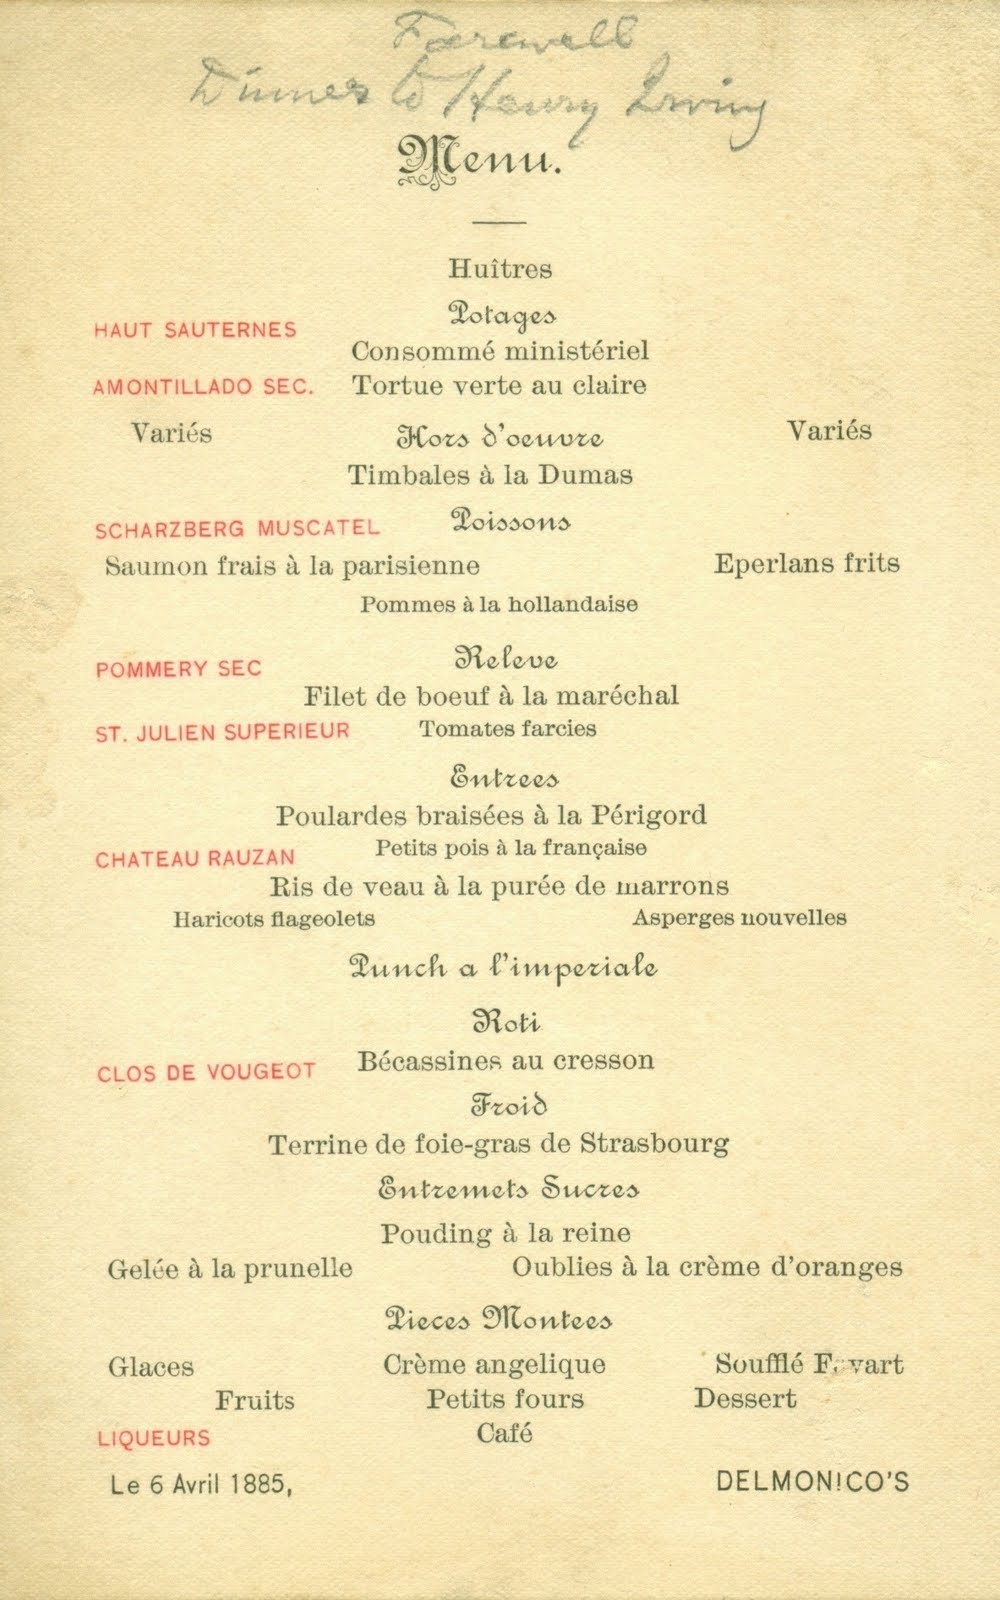 Farewell
Dinner to Henry Irving
Menu.
Huîtres
Potages
HAUT SAUTERNES
Consommé ministériel
AMONTILLADO SEC. Tortue verte au claire
Variés Hors d'oeuvre Variés
Timbales à la Dumas
SCHARZBERG MUSCATEL Poissons
Saumon frais à la parisienne Eperlans frits
Pommes à la hollandaise
POMMERY SEC Releve
Filet de boeuf à la maréchal
ST. JULIEN SUPERIEUR Tomates farcies
Entrees
Poulardes braisées à la Périgord
CHATEAU RAUZAN Petits pois à la française
Ris de veau à la purée de marrons
Haricots flageolets Asperges nouvelles
Punch a l'imperiale
Roti
CLOS DE VOUGEOT Bécassines au cresson
Froid
Terrine de foie-gras de Strasbourg
Entremets Sucres
Pouding à la reine
Gelée à la prunelle Oublies à la crème d'oranges
Pieces Montees
Glaces Crème angelique Soufflé
Fruits Petits fours Dessert
LIQUEURS Café
Le 6 Avril 1885, DELMONICO'S